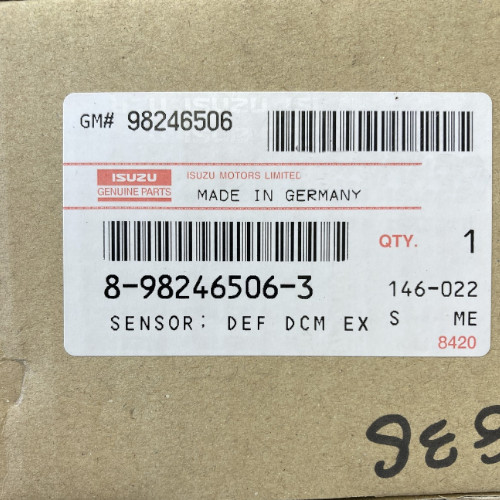 GM# 98246506
ISUZU
GENUINE PARTS
ISUZU MOTORS LIMITED
MADE IN GERMANY
QTY. 1
8-98246506-3
146-022
SENSOR; DEF DCM EX
S ME
8420